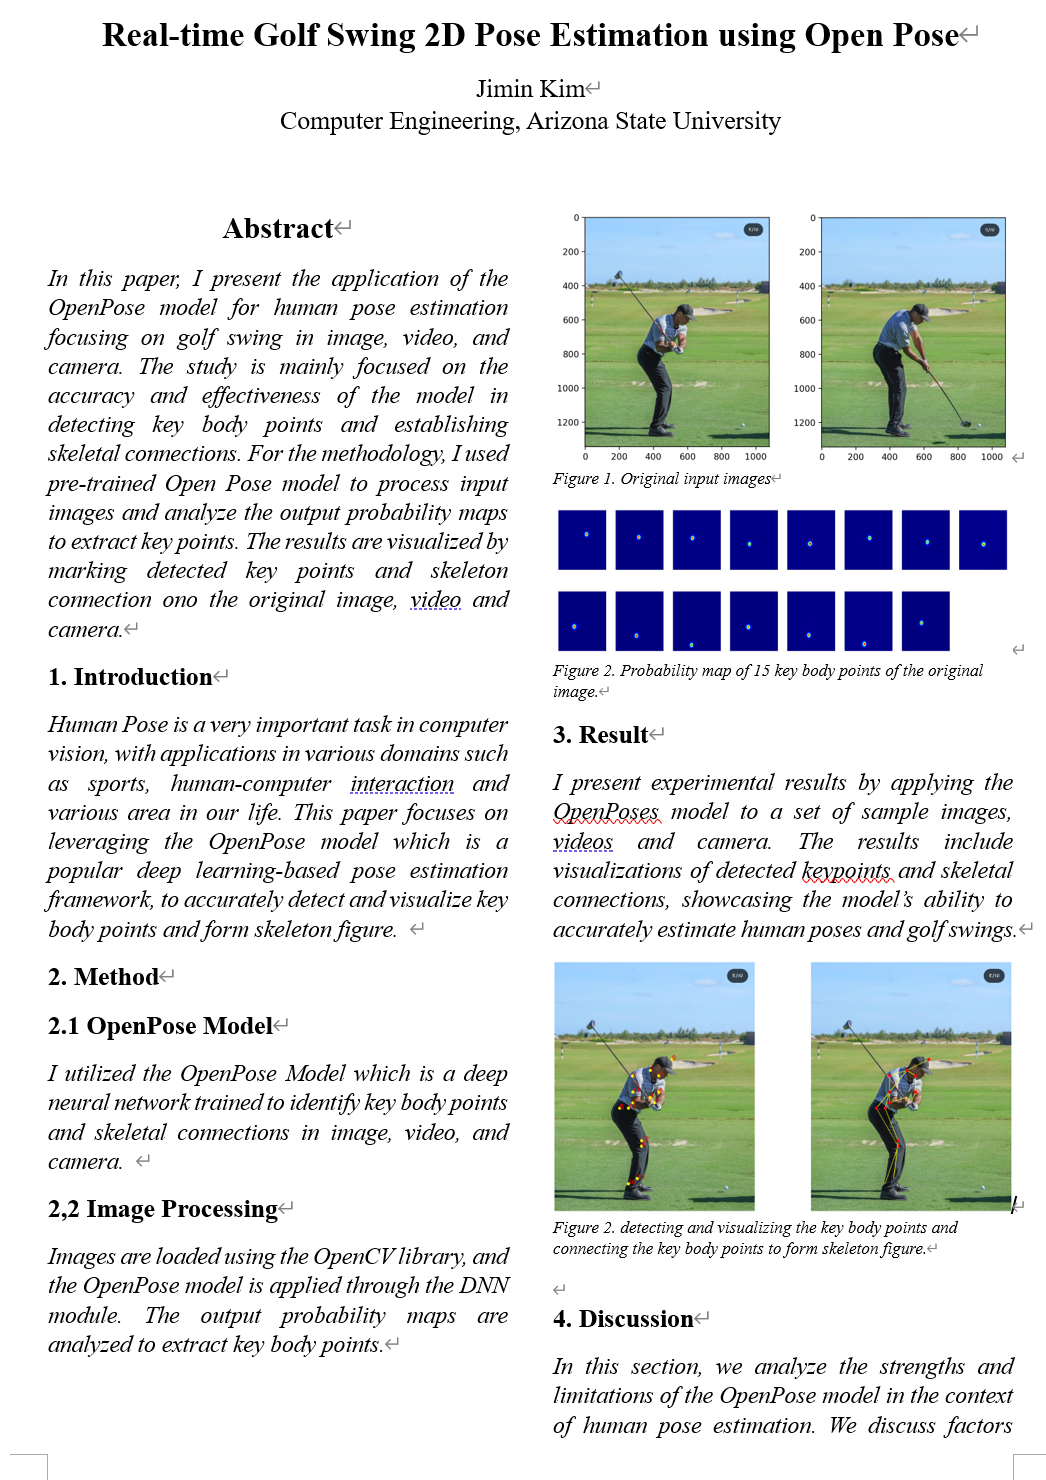 Real-time Golf Swing 2D Pose Estimation using Open Pose
Jimin Kim
Computer Engineering, Arizona State University
Abstract
In this paper, I present the application of the
OpenPose model for human pose estimation
focusing on golf swing in image, video, and
camera. The study is mainly focused on the
accuracy and effectiveness of the model in
detecting key body points and establishing
skeletal connections. For the methodology, I used
pre-trained Open Pose model to process input
images and analyze the output probability maps
to extract key points. The results are visualized by
marking detected key points and skeleton
connection ono the original image, video and
camera.
1. Introduction
Human Pose is a very important task in computer
vision, with applications in various domains such
as sports, human-computer interaction and
various area in our life. This paper focuses on
leveraging the OpenPose model which is a
popular deep learning-based pose estimation
framework, to accurately detect and visualize key
body points and form skeleton figure.
2. Method
2.1 OpenPose Model
I utilized the OpenPose Model which is a deep
neural network trained to identify key body points
and skeletal connections in image, video, and
camera.
2,2 Image Processing
Images are loaded using the OpenCV library, and
the OpenPose model is applied through the DNN
module. The output probability maps are
analyzed to extract key body points.
0
200
400
600
800
1000
1200
0 200 400 600 800 1000
0
200
400
600
800
1000
1200
0 200 400 600 800 1000
Figure 1. Original input images
Figure 2. Probability map of 15 key body points of the original
image.
3. Result
I present experimental results by applying the
OpenPoses model to a set of sample images,
videos and camera. The results include
visualizations of detected keypoints and skeletal
connections, showcasing the model's ability to
accurately estimate human poses and golf swings.
Figure 2. detecting and visualizing the key body points and
connecting the key body points to form skeleton figure.
4. Discussion
In this section, we analyze the strengths and
limitations of the OpenPose model in the context
of human pose estimation. We discuss factors